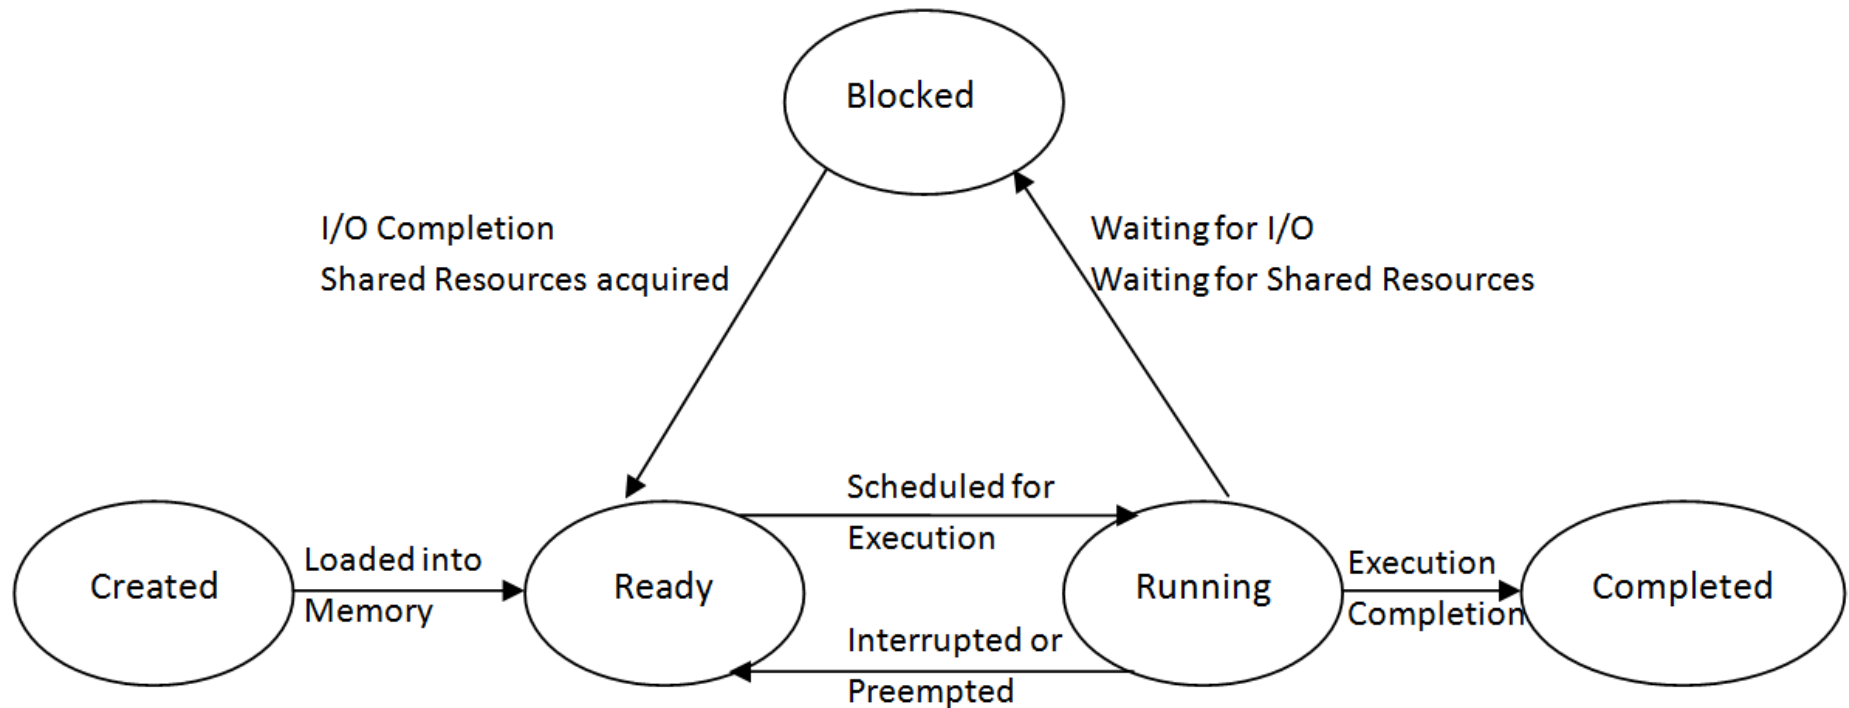 Blocked
I/O Completion
Shared Resources acquired
Waiting for I/O
Waiting for Shared Resources
Scheduled for
Execution
Created
Loaded into
Memory
Ready
Running
Execution
Completion
Completed
Interrupted or
Preempted